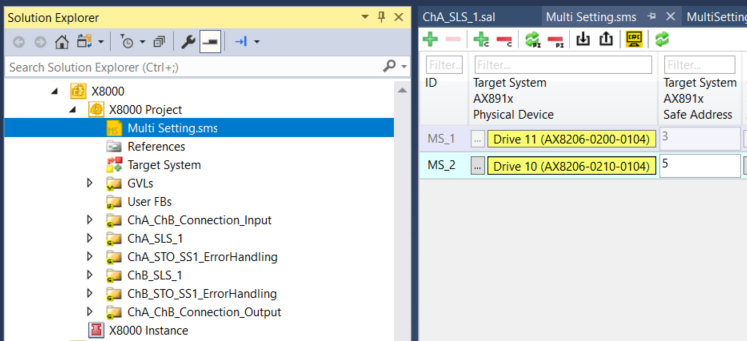 Solution Explorer
Search Solution Explorer (Ctrl+;)
X8000
X8000 Project
Multi Setting.sms
References
Target System
GVLs
User FBs
ChA_ChB_Connection_Input
ChA_SLS_1
ChA_STO_SS1_ErrorHandling
ChB_SLS_1
ChB_STO_SS1_ErrorHandling
ChA_ChB_Connection_Output
X8000 Instance
ChA_SLS_1.sal Multi Setting.sms MultiSetting
C C PI PI
Filter... Filter... Filter...
ID Target System Target System
AX891x AX891x
Physical Device Safe Address
MS_1 ... Drive 11 (AX8206-0200-0104) 3
MS_2 ... Drive 10 (AX8206-0210-0104) 5